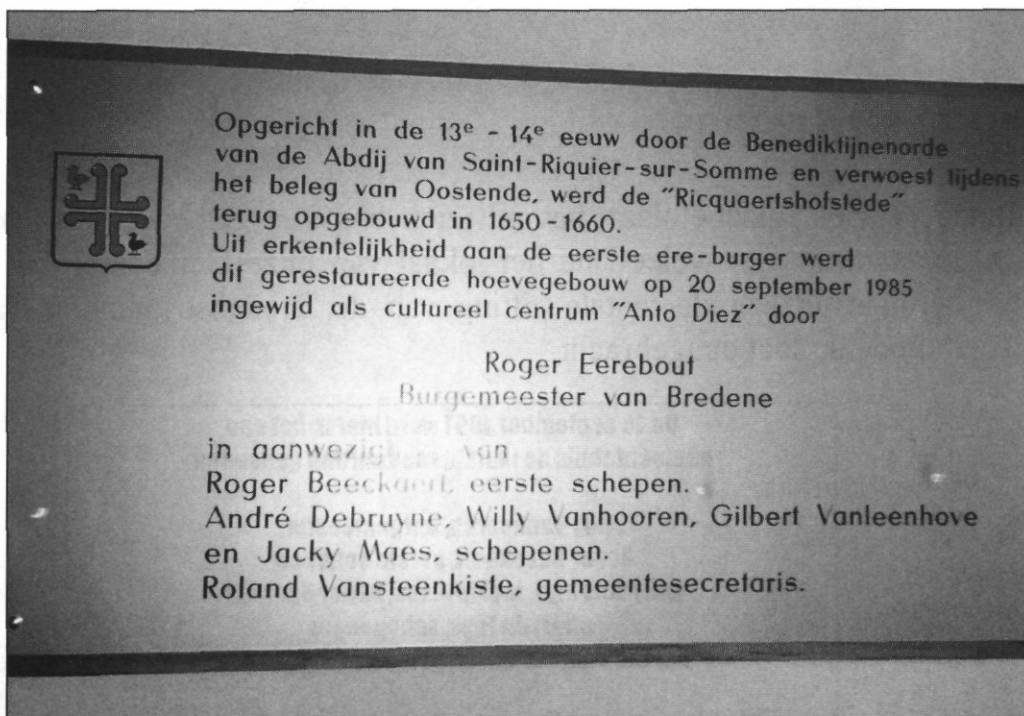 Opgericht in de 13e - 14e eeuw door de Benediktijnenorde
van de Abdij van Saint-Riquier-sur-Somme en verwoest tijdens
het beleg van Oostende, werd de "Ricquaertshofstede"
terug opgebouwd in 1650-1660.
Uit erkentelijkheid aan de eerste ere-burger werd
dit gerestaureerde hoevegebouw op 20 september 1985
ingewijd als cultureel centrum "Anto Diez" door
Roger Eerebout
Burgemeester van Bredene
in van
Roger Beeckaert, eerste schepen.
André Debruyne, Willy Vanhooren, Gilbert Vanleenhove
en Jacky Maes, schepenen.
Roland Vansteenkiste, gemeentesecretaris.